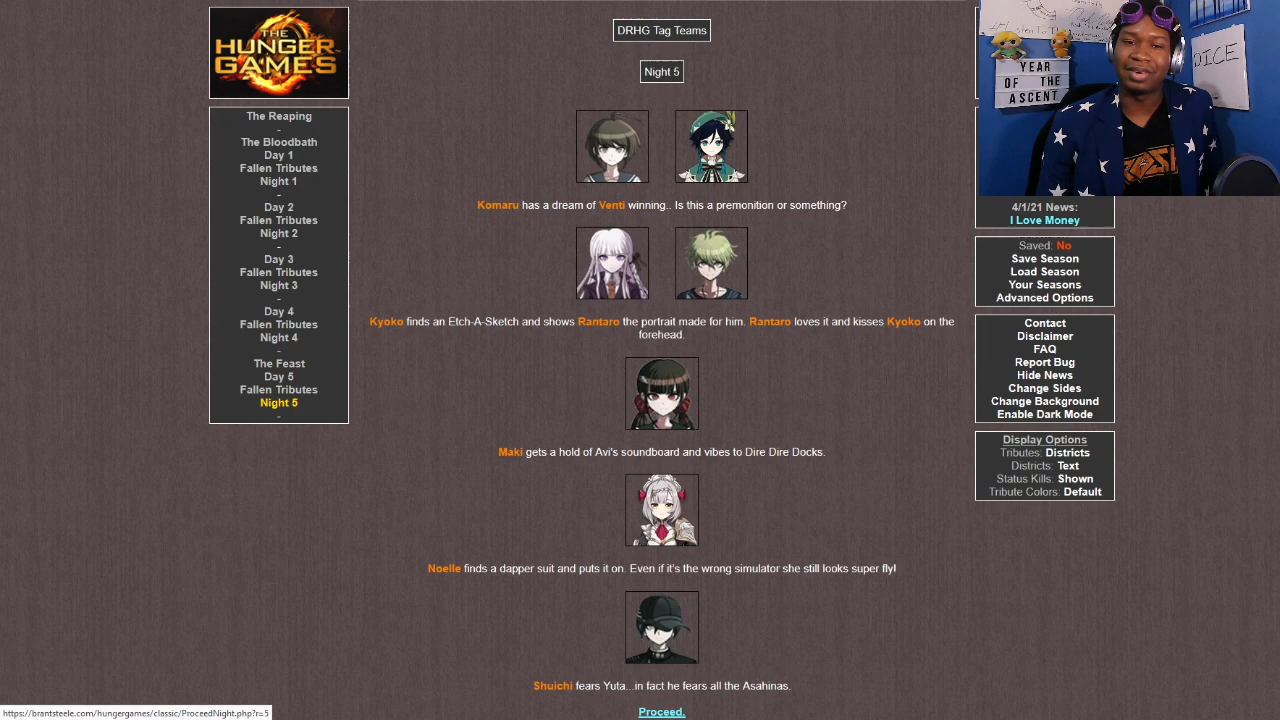 THE
HUNGER
GAMES
The Reaping
-
The Bloodbath
Day 1
Fallen Tributes
Night 1
-
Day 2
Fallen Tributes
Night 2
-
Day 3
Fallen Tributes
Night 3
-
Day 4
Fallen Tributes
Night 4
-
The Feast
Day 5
Fallen Tributes
Night 5
-
DRHG Tag Teams
Night 5
Komaru has a dream of Venti winning.. Is this a premonition or something?
Kyoko finds an Etch-A-Sketch and shows Rantaro the portrait made for him. Rantaro loves it and kisses Kyoko on the
forehead.
Maki gets a hold of Avi's soundboard and vibes to Dire Dire Docks.
Noelle finds a dapper suit and puts it on. Even if it's the wrong simulator she still looks super fly!
Shuichi fears Yuta...in fact he fears all the Asahinas.
Proceed.
YEAR
OF THE
ASCENT
DICE
4/1/21 News:
I Love Money
Saved: No
Save Season
Load Season
Your Seasons
Advanced Options
Contact
Disclaimer
FAQ
Report Bug
Hide News
Change Sides
Change Background
Enable Dark Mode
Display Options
Tributes: Districts
Districts: Text
Status Kills: Shown
Tribute Colors: Default
https://brantsteele.com/hungergames/classic/ProceedNight.php?r=5